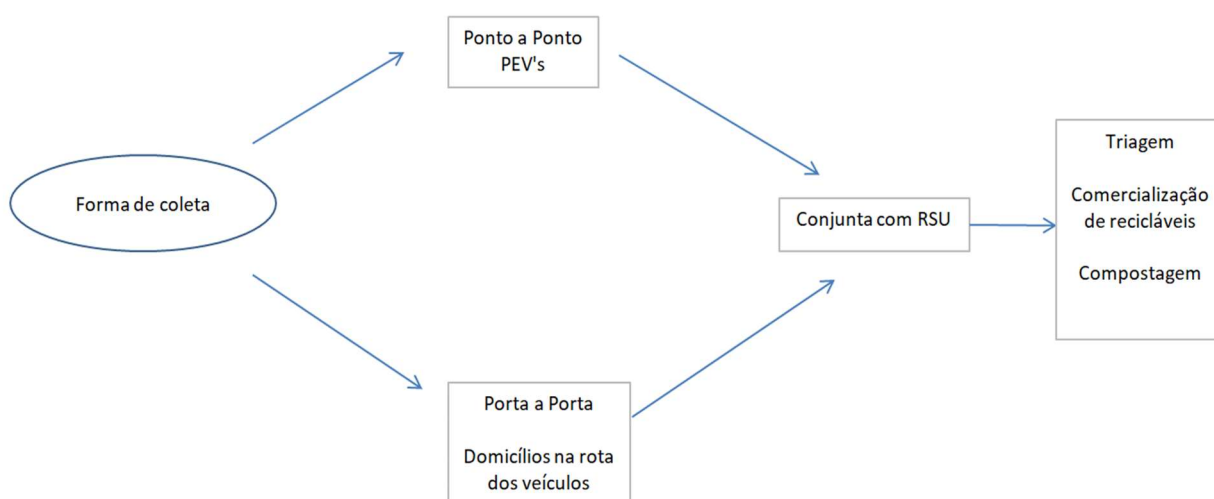 Ponto a Ponto
PEV's
Forma de coleta
Conjunta com RSU
Triagem
Comercialização
de recicláveis
Compostagem
Porta a Porta
Domicílios na rota
dos veículos